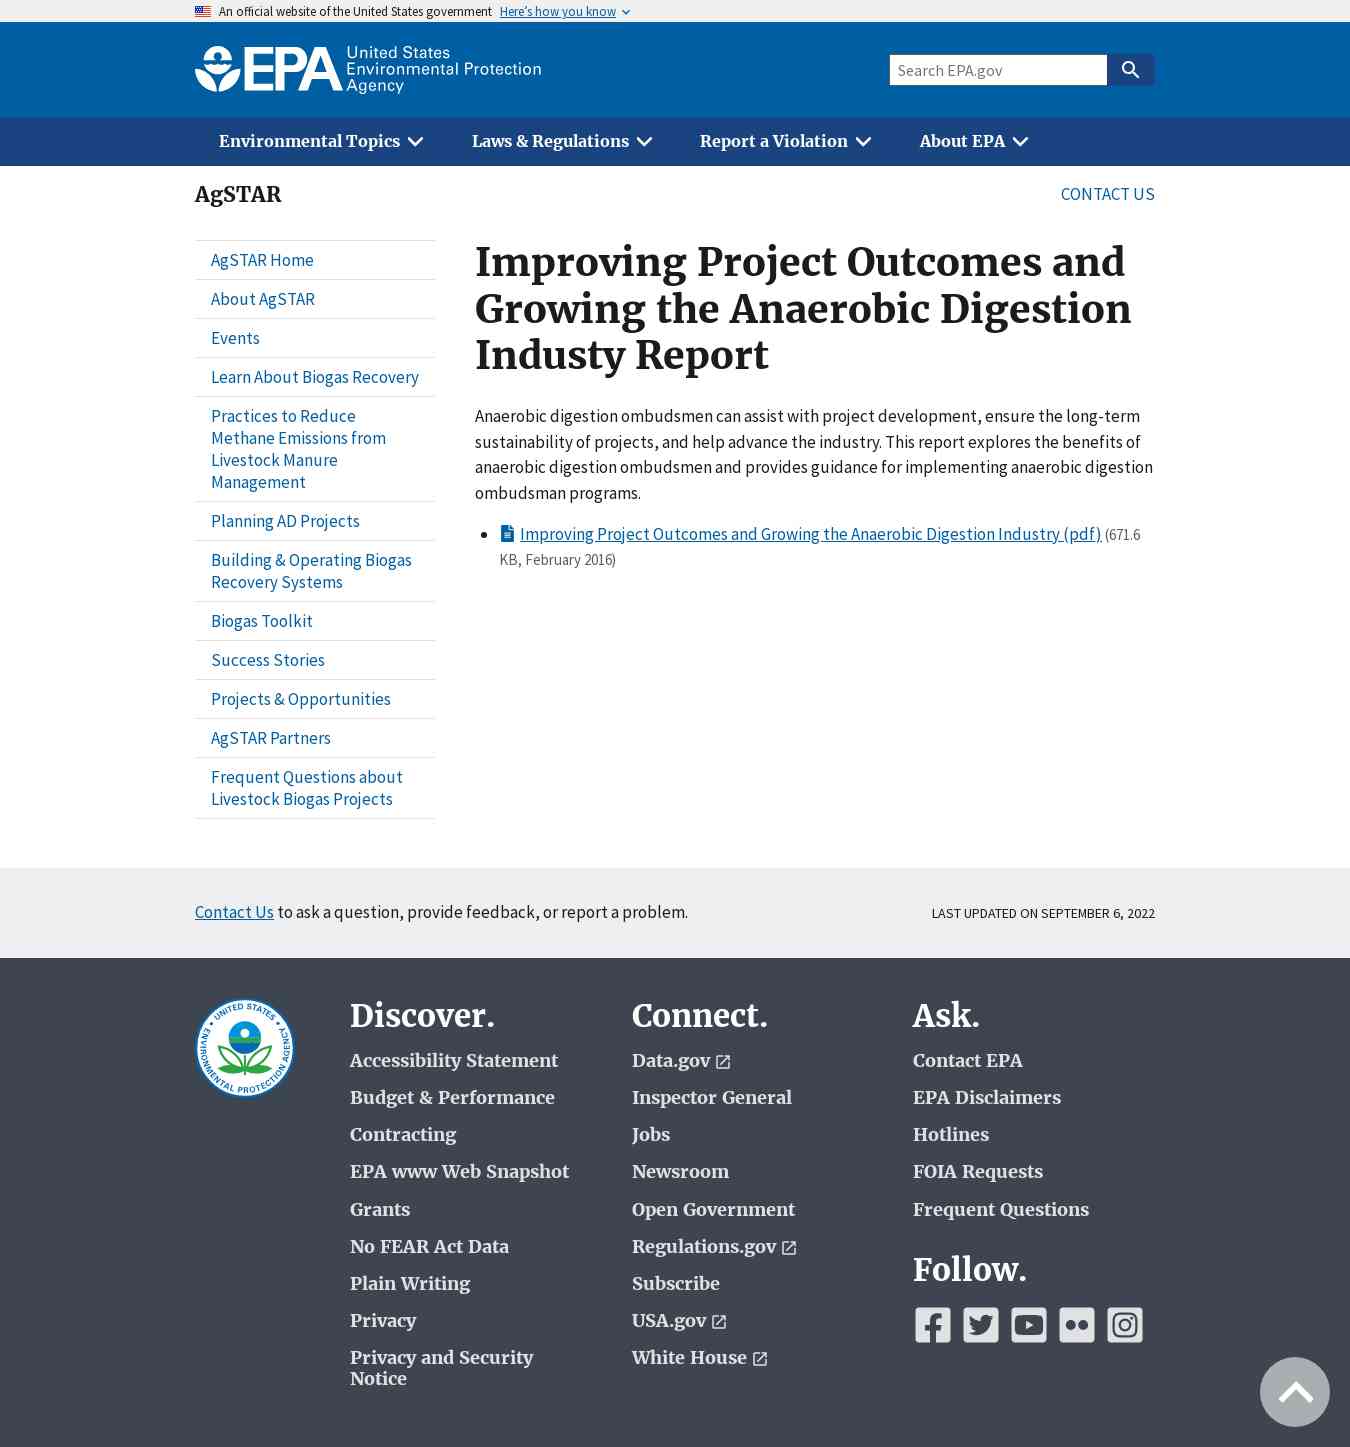 An official website of the United States government Here's how you know
EPA United States
Environmental Protection
Agency
Search EPA.gov
Environmental Topics
Laws & Regulations
Report a Violation
About EPA
AgSTAR
CONTACT US
AgSTAR Home
About AgSTAR
Events
Learn About Biogas Recovery
Practices to Reduce
Methane Emissions from
Livestock Manure
Management
Planning AD Projects
Building & Operating Biogas
Recovery Systems
Biogas Toolkit
Success Stories
Projects & Opportunities
AgSTAR Partners
Frequent Questions about
Livestock Biogas Projects
Improving Project Outcomes and
Growing the Anaerobic Digestion
Industy Report
Anaerobic digestion ombudsmen can assist with project development, ensure the long-term
sustainability of projects, and help advance the industry. This report explores the benefits of
anaerobic digestion ombudsmen and provides guidance for implementing anaerobic digestion
ombudsman programs.
Improving Project Outcomes and Growing the Anaerobic Digestion Industry (pdf) (671.6
KB, February 2016)
Contact Us to ask a question, provide feedback, or report a problem.
LAST UPDATED ON SEPTEMBER 6, 2022
UNITED STATES
ENVIRONMENTAL PROTECTION AGENCY
Discover.
Accessibility Statement
Budget & Performance
Contracting
EPA www Web Snapshot
Grants
No FEAR Act Data
Plain Writing
Privacy
Privacy and Security
Notice
Connect.
Data.gov
Inspector General
Jobs
Newsroom
Open Government
Regulations.gov
Subscribe
USA.gov
White House
Ask.
Contact EPA
EPA Disclaimers
Hotlines
FOIA Requests
Frequent Questions
Follow.